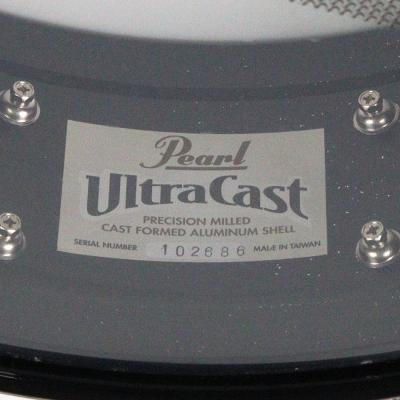 Pearl
UltraCast
PRECISION MILLED
CAST FORMED ALUMINUM SHELL
SERIAL NUMBER 102686 MADE IN TAIWAN